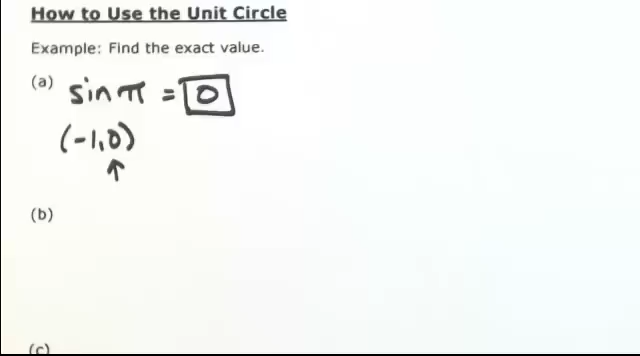 How to Use the Unit Circle
Example: Find the exact value.
(a) sin π = 0
(-1,0)
↑
(b)
(c)